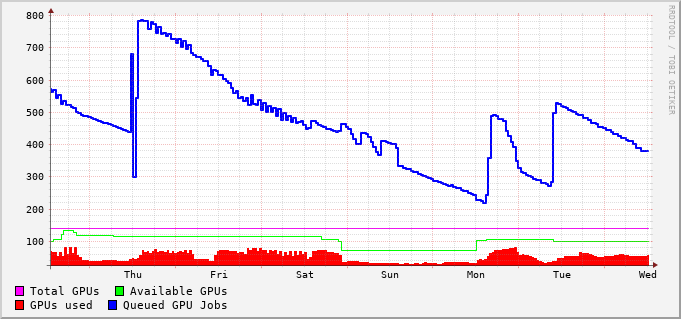 800
700
600
500
400
300
200
100
Thu Fri Sat Sun Mon Tue Wed
RRDTOOL / TOBI OETIKER
Total GPUs Available GPUs
GPUs used Queued GPU Jobs